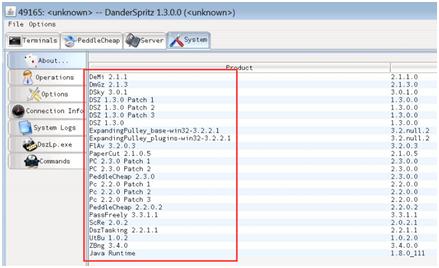 49165: <unknown> -- DanderSpritz 1.3.0.0 (<unknown>)
File Options
Terminals PeddleCheap Server System
About...
Operations
Options
Connection Info
System Logs
DszLp.exe
Commands
Product
DeMi 2.1.1 2.1.1.0
DmGz 2.1.3 2.1.3.0
DSky 3.0.1 3.0.1.0
DSZ 1.3.0 Patch 1 1.3.0.0
DSZ 1.3.0 Patch 2 1.3.0.0
DSZ 1.3.0 Patch 3 1.3.0.0
DSZ 1.3.0 1.3.0.0
ExpandingPulley_base-win32-3.2.2.1 3.2.null.2
ExpandingPulley_plugins-win32-3.2.2.1 3.2.null.2
FlAv 3.2.0.3 3.2.0.3
PaperCut 2.1.0.5 2.1.0.5
PC 2.3.0 Patch 1 2.3.0.0
PC 2.3.0 Patch 2 2.3.0.0
PeddleCheap 2.3.0 2.3.0.0
Pc 2.2.0 Patch 1 2.2.0.0
Pc 2.2.0 Patch 2 2.2.0.0
Pc 2.2.0 Patch 3 2.2.0.0
PeddleCheap 2.2.0.2 2.2.0.2
PassFreely 3.3.1.1 3.3.1.1
ScRe 2.0.2 2.0.2.1
DszTasking 2.2.1.1 2.2.1.1
UtBu 1.0.2 1.0.2.0
ZBng 3.4.0 3.4.0.0
Java Runtime 1.8.0_111